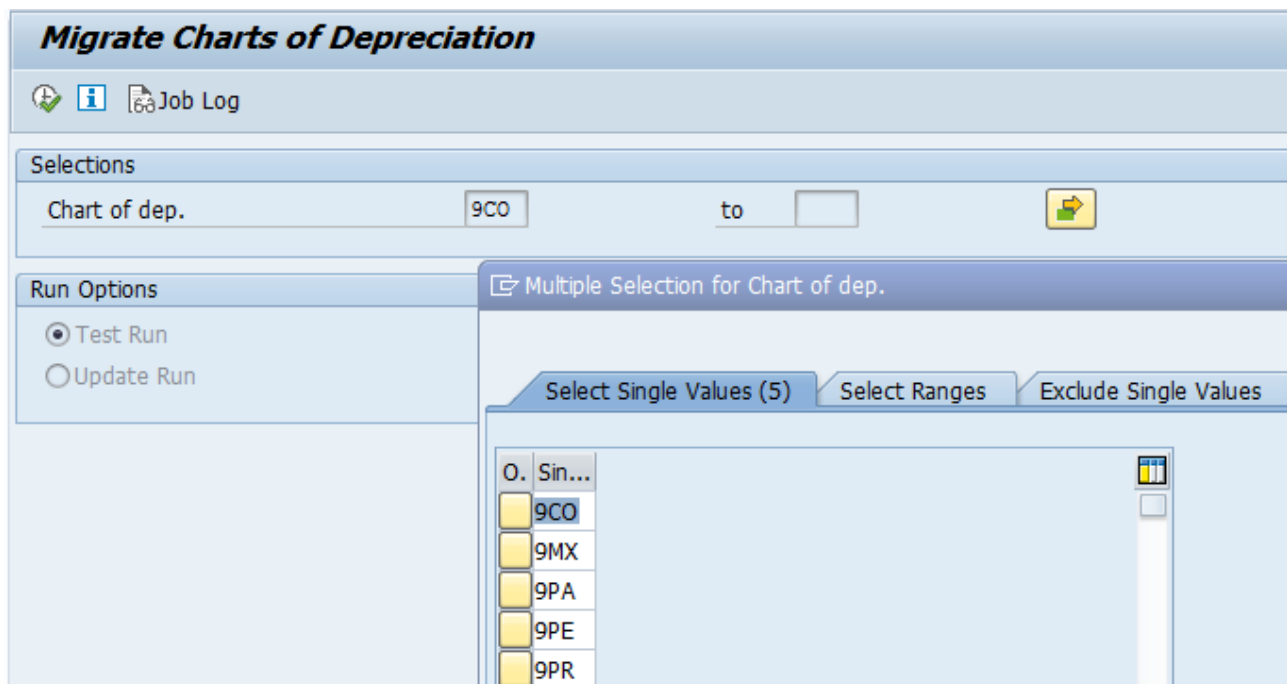 Migrate Charts of Depreciation
Job Log
Selections
Chart of dep. 9CO to
Run Options
Test Run
Update Run
Multiple Selection for Chart of dep.
Select Single Values (5) Select Ranges Exclude Single Values
O. Sin...
9CO
9MX
9PA
9PE
9PR